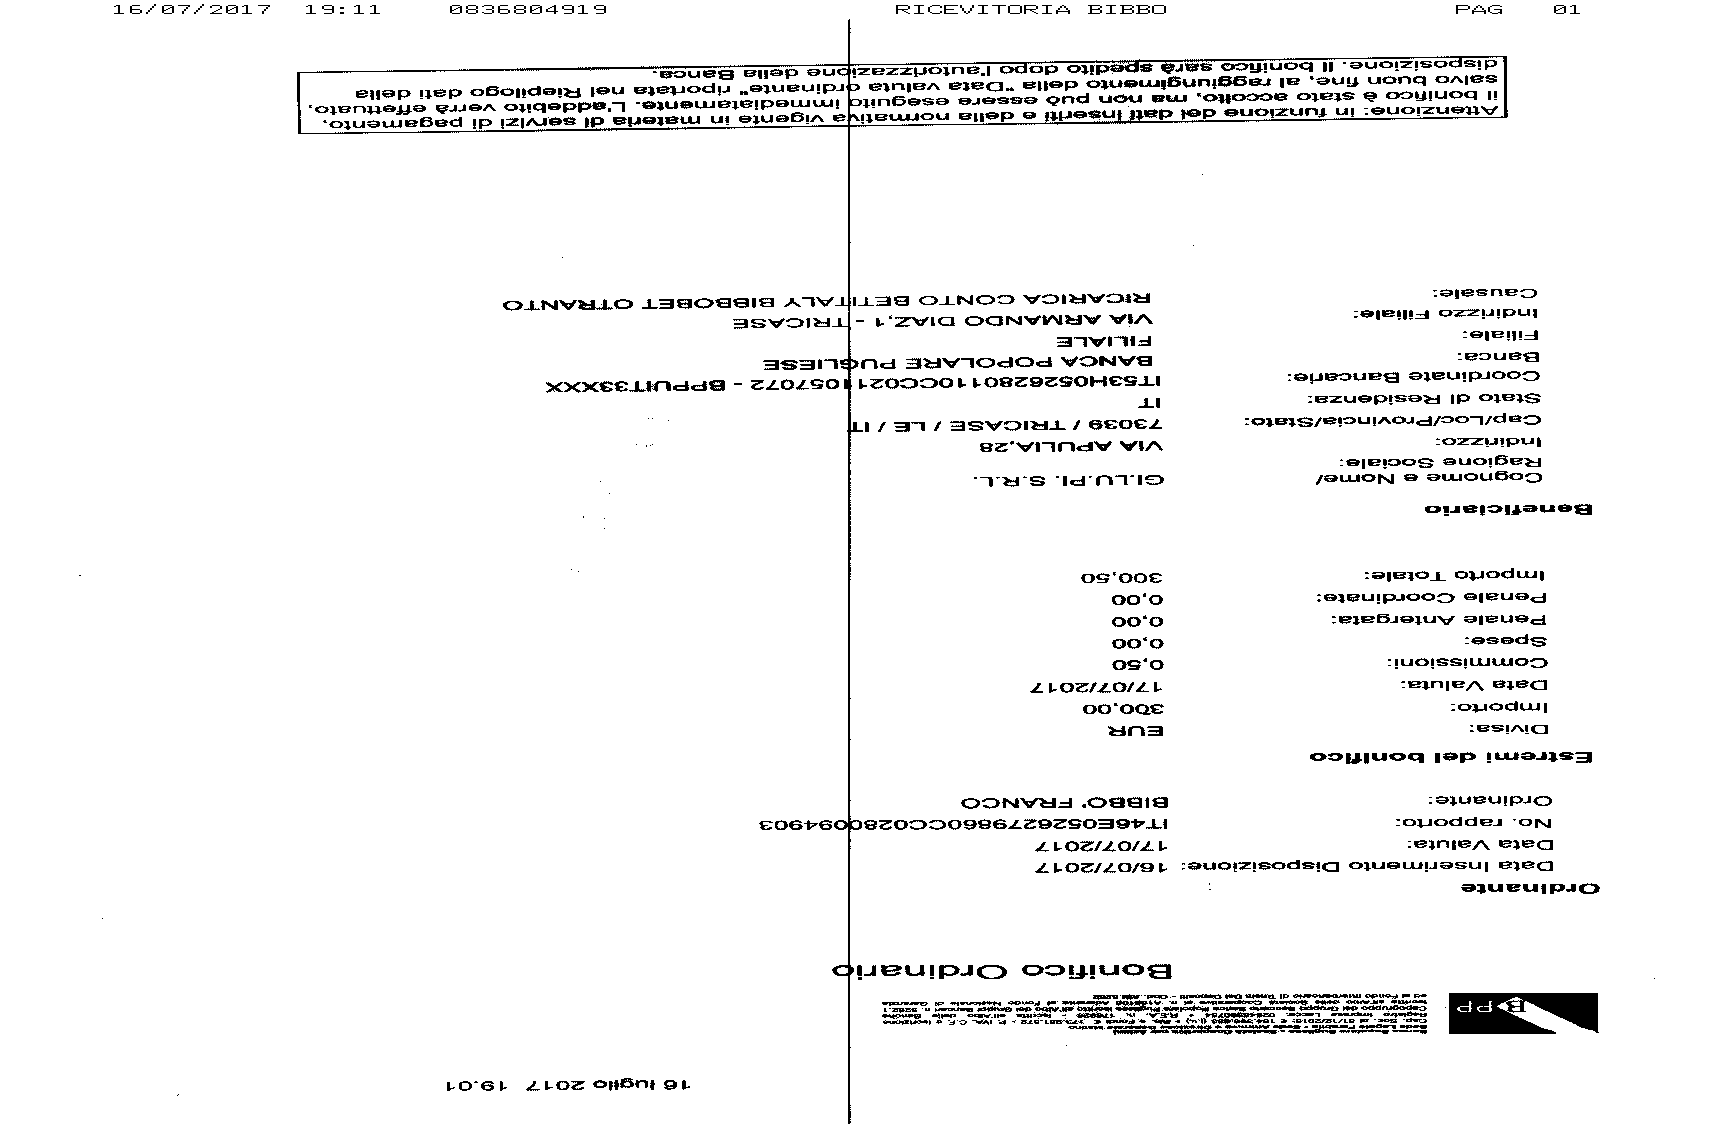 16/07/2017 19:11 0836804919 RICEVITORIA BIBBO PAG 01
16 luglio 2017 19.01
BPP
Bonifico Ordinario
Ordinante
Data Inserimento Disposizione: 16/07/2017
Data Valuta: 17/07/2017
No. rapporto: IT46E0526279860CC0280094903
Ordinante: BIBBO' FRANCO
Estremi del bonifico
Divisa: EUR
Importo: 300,00
Data Valuta: 17/07/2017
Commissioni: 0,50
Spese: 0,00
Penale Antergata: 0,00
Penale Coordinate: 0,00
Importo Totale: 300,50
Beneficiario
Cognome e Nome/ GI.LU.PI. S.R.L.
Ragione Sociale:
Indirizzo: VIA APULIA,28
Cap/Loc/Provincia/Stato: 73039 / TRICASE / LE / IT
Stato di Residenza: IT
Coordinate Bancarie: IT53H0526280110CC0211057072 - BPPUIT33XXX
Banca: BANCA POPOLARE PUGLIESE
Filiale: FILIALE
Indirizzo Filiale: VIA ARMANDO DIAZ,1 - TRICASE
Causale: RICARICA CONTO BETITALY BIBBOBET OTRANTO
Attenzione: in funzione dei dati inseriti e della normativa vigente in materia di servizi di pagamento,
il bonifico è stato accolto, ma non può essere eseguito immediatamente. L'addebito verrà effettuato,
salvo buon fine, al raggiungimento della "Data valuta ordinante" riportata nel Riepilogo dati della
disposizione. Il bonifico sarà spedito dopo l'autorizzazione della Banca.